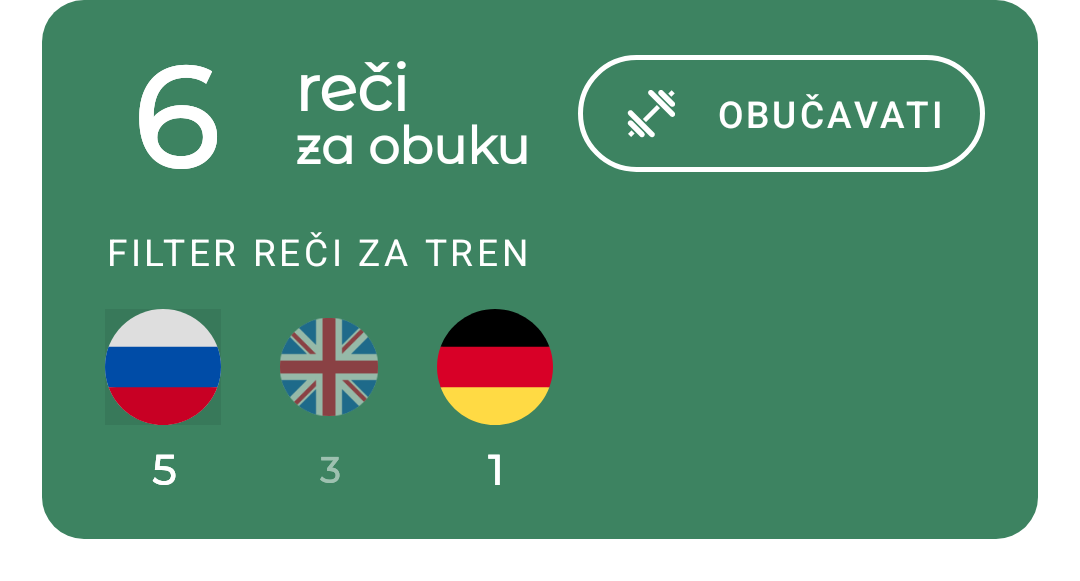 6
reči
za obuku
OBUČAVATI
FILTER REČI ZA TREN
5 3 1